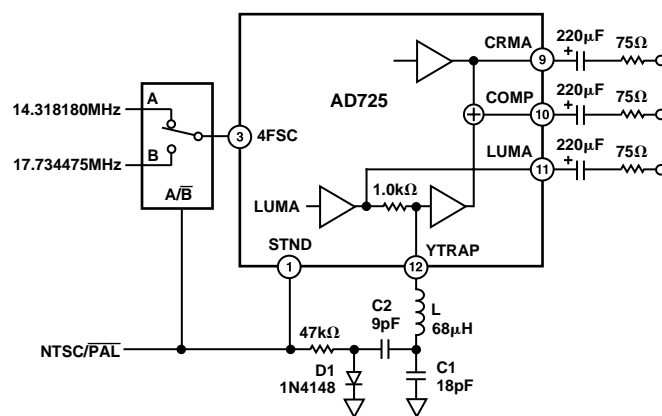 CRMA
220µF
75Ω
+
9
AD725
A
14.318180MHz
COMP
220µF
75Ω
+
10
3
4FSC
B
17.734475MHz
LUMA
220µF
75Ω
+
11
A/B̅
LUMA
1.0kΩ
STND
YTRAP
1
12
C2
9pF
L
68µH
NTSC/P̅A̅L̅
47kΩ
D1
1N4148
C1
18pF